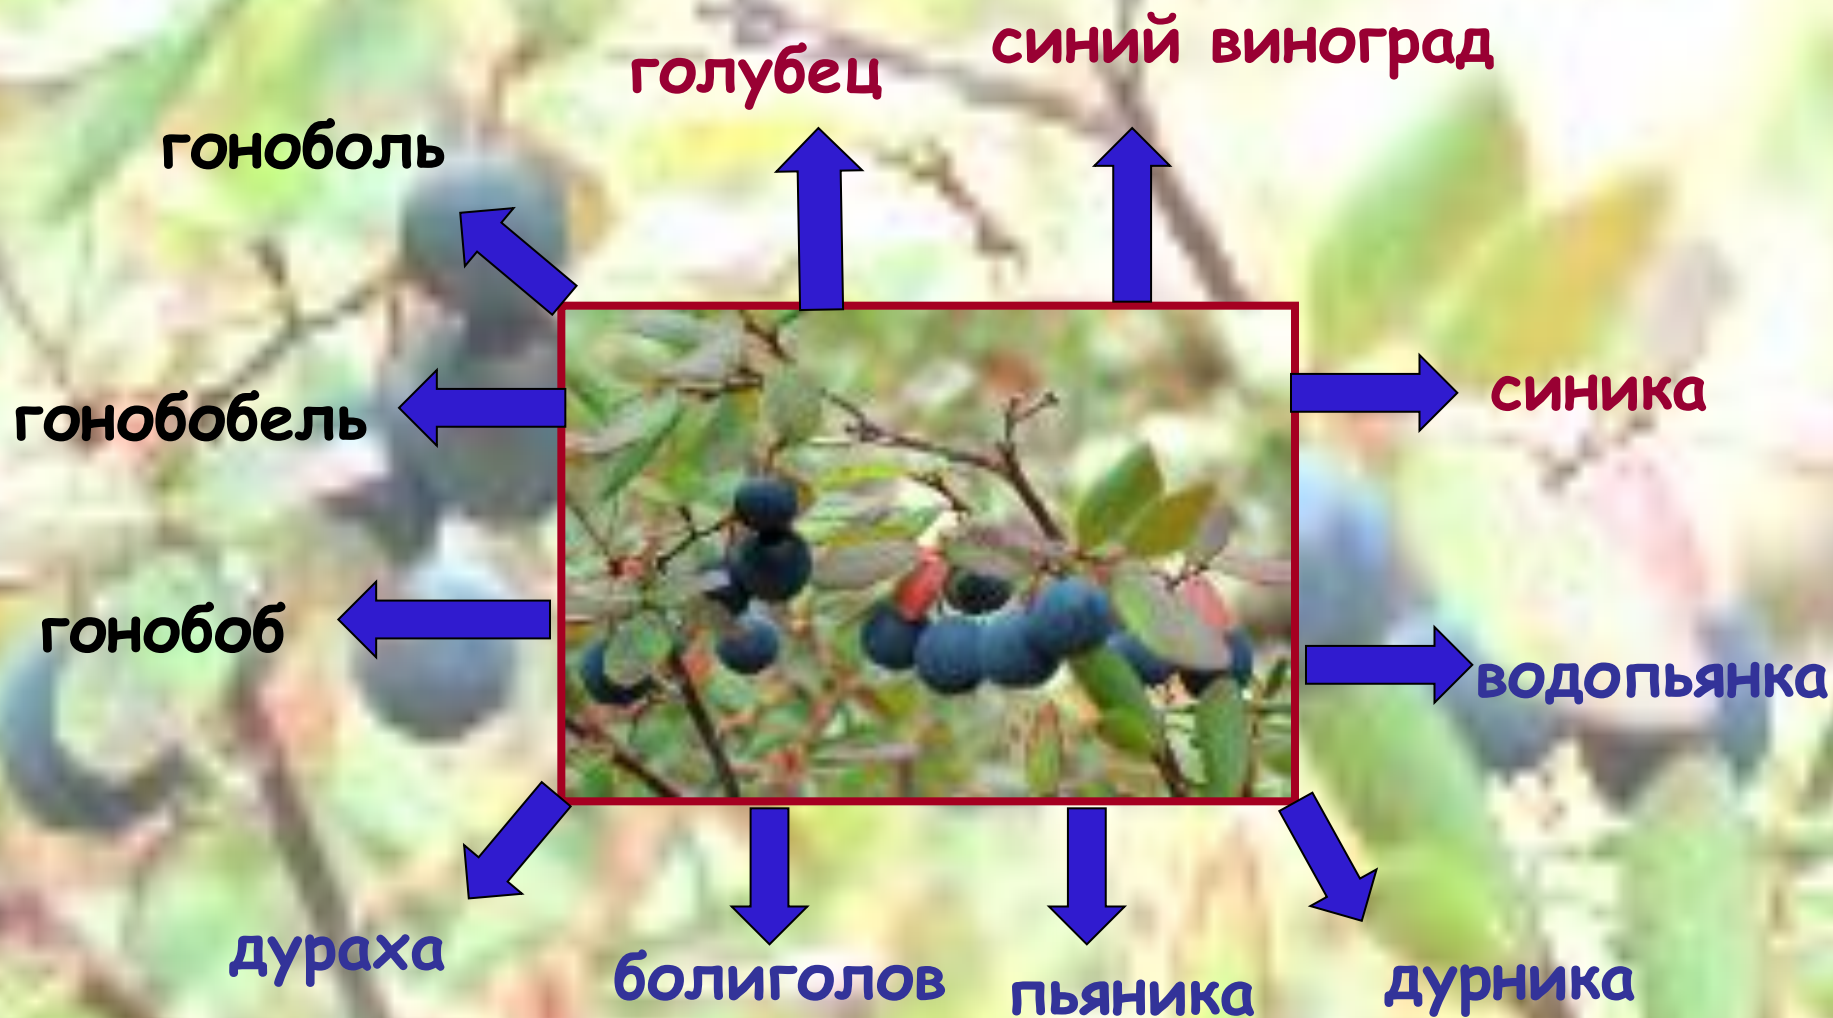 синий виноград
голубец
гоноболь
синика
гонобобель
гонобоб
водопьянка
дураха
болиголов
пьяника
дурника